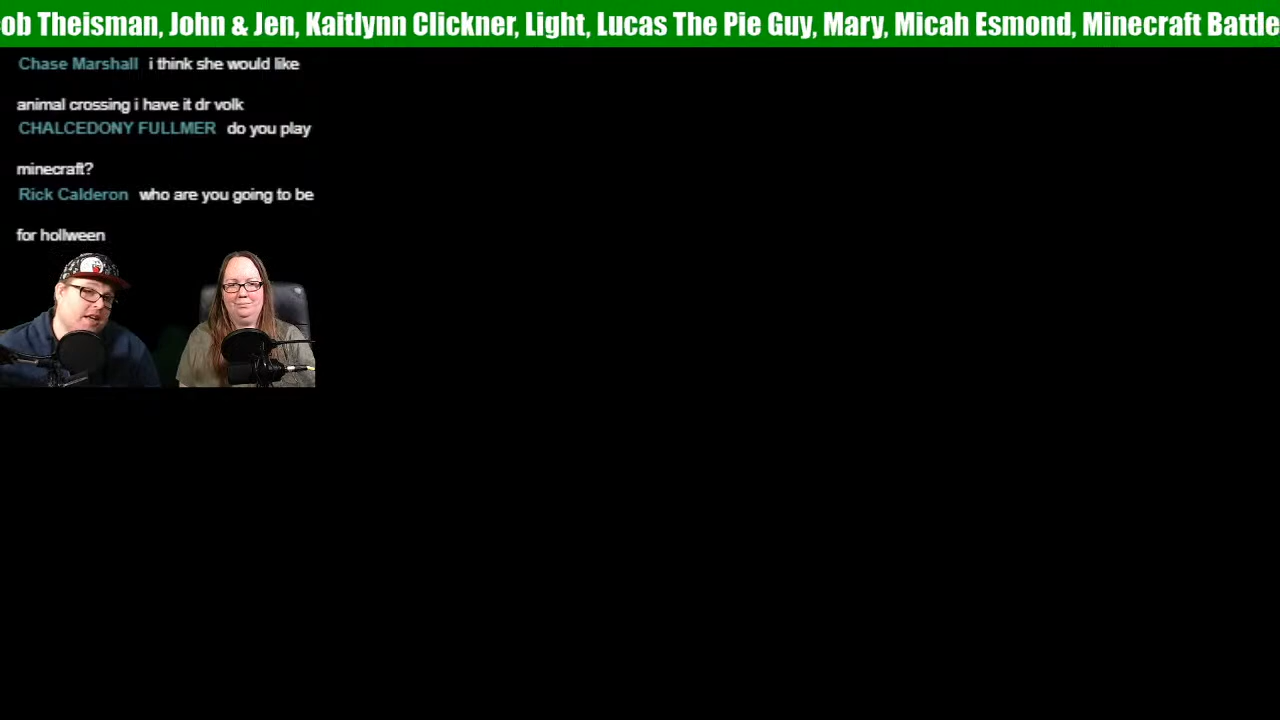 ob Theisman, John & Jen, Kaitlynn Clickner, Light, Lucas The Pie Guy, Mary, Micah Esmond, Minecraft Battle
Chase Marshall i think she would like
animal crossing i have it dr volk
CHALCEDONY FULLMER do you play
minecraft?
Rick Calderon who are you going to be
for hollween